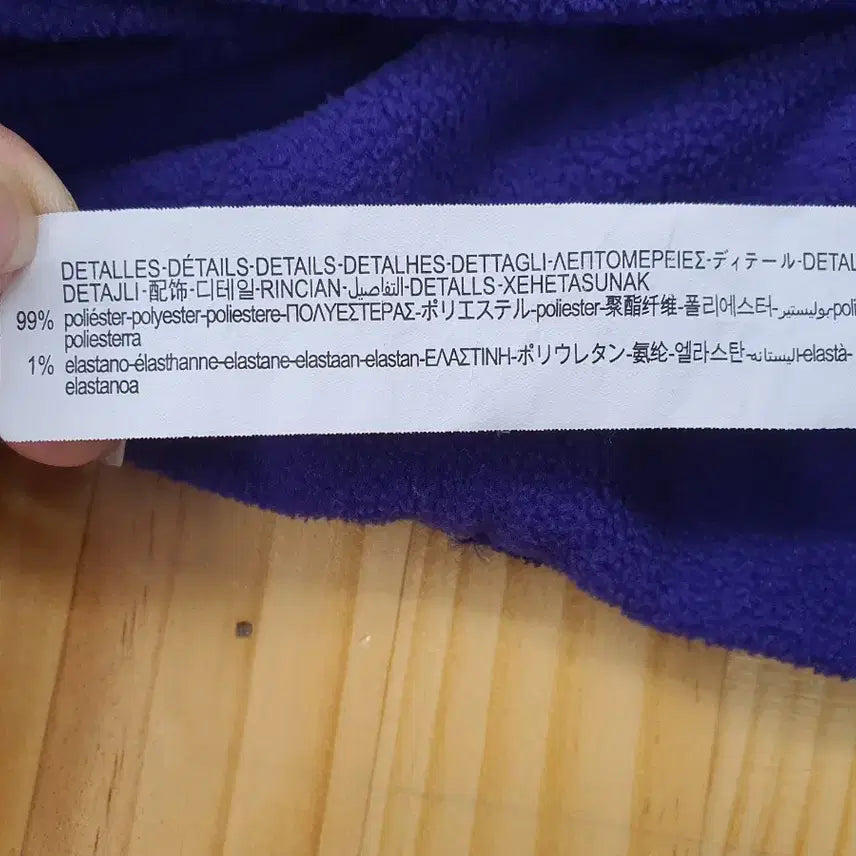 DETALLES-DÉTAILS-DETAILS-DETALHES-DETTAGLI-ΛΕΠΤΟΜΕΡΕΙΕΣ-ディテール-DETAL
DETAJLI-配饰-디테일-RINCIAN-التفاصيل-DETALLS-XEHETASUNAK
99% poliéster-polyester-poliestere-ΠΟΛΥΕΣΤΕΡΑΣ-ポリエステル-poliester-聚酯纤维-폴리에스터-بوليستير-poli
poliesterra
1% elastano-élasthanne-elastane-elastaan-elastan-ΕΛΑΣΤΙΝΗ-ポリウレタン-氨纶-엘라스탄-اليستانه-elastà-
elastanoa